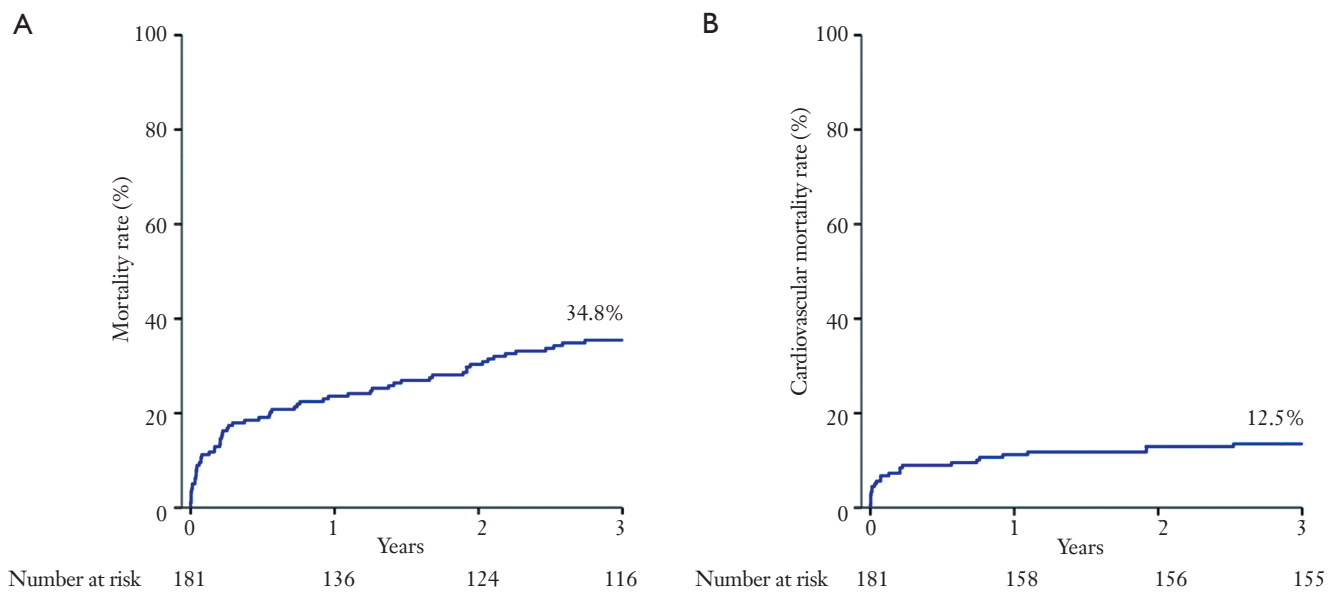 A
100
80
60
40
20
0
Mortality rate (%)
34.8%
0 1 2 3
Years
Number at risk 181 136 124 116
B
100
80
60
40
20
0
Cardiovascular mortality rate (%)
12.5%
0 1 2 3
Years
Number at risk 181 158 156 155